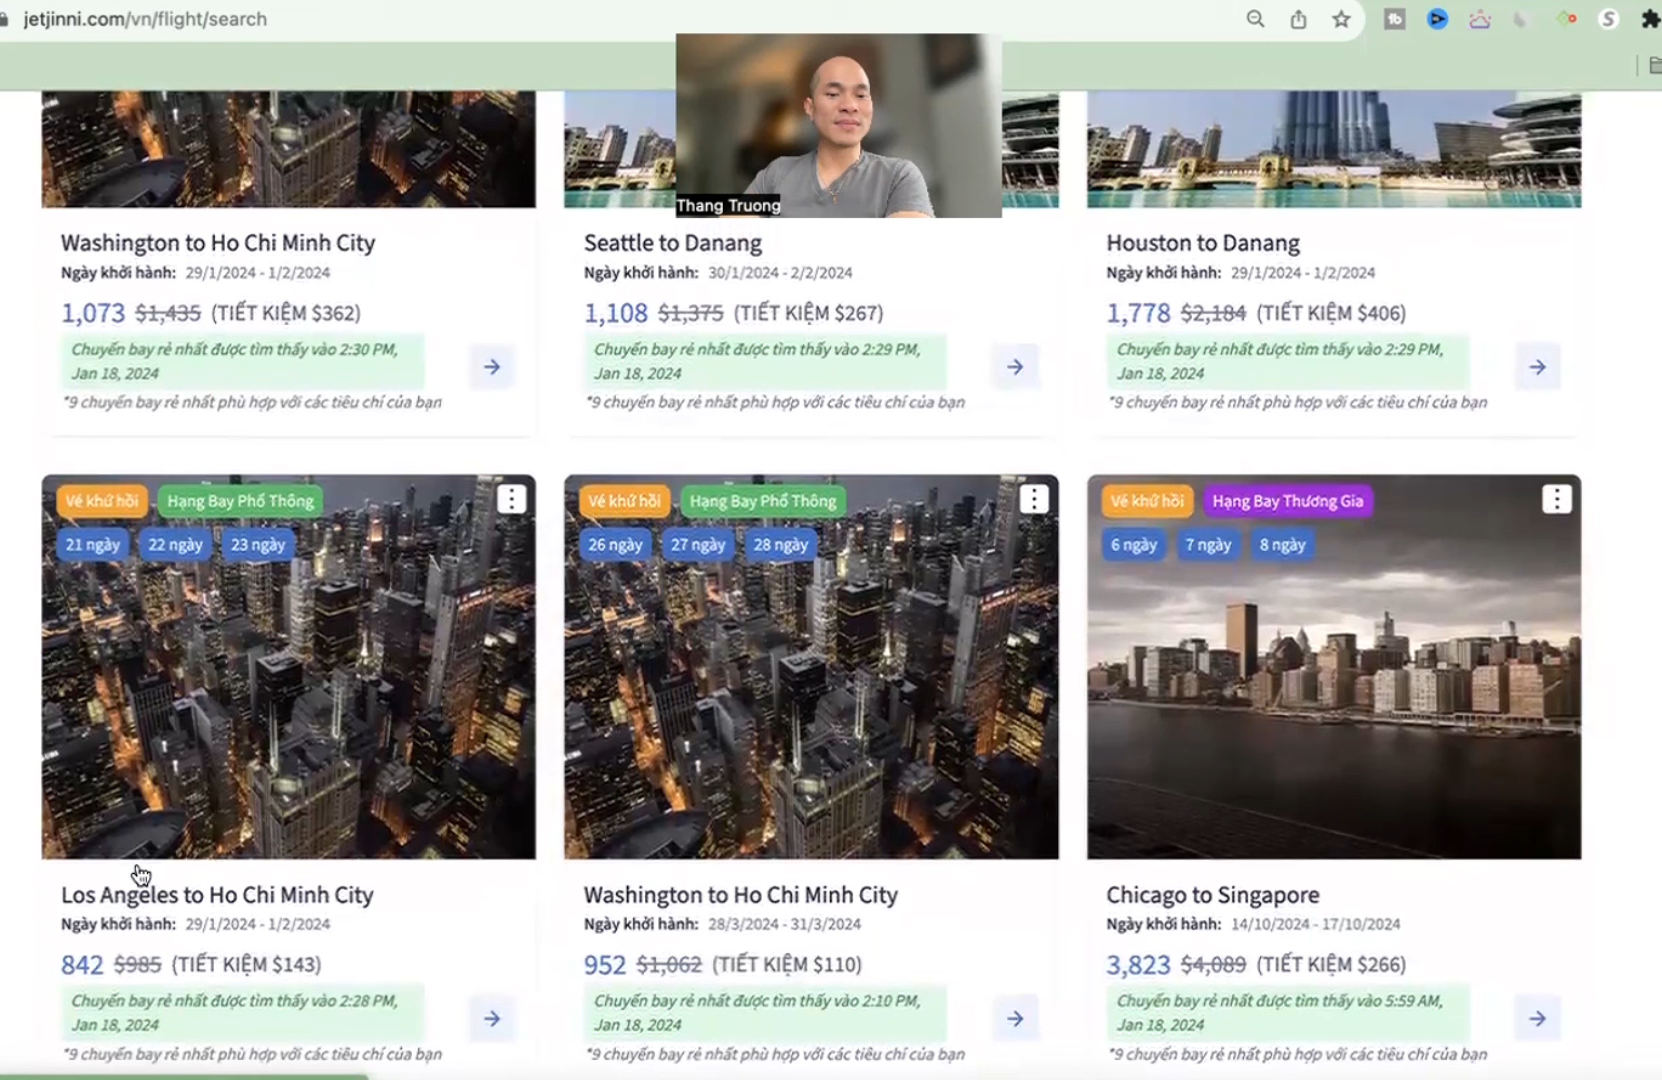 jetjinni.com/vn/flight/search
Thang Truong
Washington to Ho Chi Minh City
Ngày khởi hành: 29/1/2024 - 1/2/2024
1,073 $1,435 (TIẾT KIỆM $362)
Chuyến bay rẻ nhất được tìm thấy vào 2:30 PM,
Jan 18, 2024
*9 chuyến bay rẻ nhất phù hợp với các tiêu chí của bạn
Seattle to Danang
Ngày khởi hành: 30/1/2024 - 2/2/2024
1,108 $1,375 (TIẾT KIỆM $267)
Chuyến bay rẻ nhất được tìm thấy vào 2:29 PM,
Jan 18, 2024
*9 chuyến bay rẻ nhất phù hợp với các tiêu chí của bạn
Houston to Danang
Ngày khởi hành: 29/1/2024 - 1/2/2024
1,778 $2,184 (TIẾT KIỆM $406)
Chuyến bay rẻ nhất được tìm thấy vào 2:29 PM,
Jan 18, 2024
*9 chuyến bay rẻ nhất phù hợp với các tiêu chí của bạn
Vé khứ hồi Hạng Bay Phổ Thông
21 ngày 22 ngày 23 ngày
Los Angeles to Ho Chi Minh City
Ngày khởi hành: 29/1/2024 - 1/2/2024
842 $985 (TIẾT KIỆM $143)
Chuyến bay rẻ nhất được tìm thấy vào 2:28 PM,
Jan 18, 2024
*9 chuyến bay rẻ nhất phù hợp với các tiêu chí của bạn
Vé khứ hồi Hạng Bay Phổ Thông
26 ngày 27 ngày 28 ngày
Washington to Ho Chi Minh City
Ngày khởi hành: 28/3/2024 - 31/3/2024
952 $1,062 (TIẾT KIỆM $110)
Chuyến bay rẻ nhất được tìm thấy vào 2:10 PM,
Jan 18, 2024
*9 chuyến bay rẻ nhất phù hợp với các tiêu chí của bạn
Vé khứ hồi Hạng Bay Thương Gia
6 ngày 7 ngày 8 ngày
Chicago to Singapore
Ngày khởi hành: 14/10/2024 - 17/10/2024
3,823 $4,089 (TIẾT KIỆM $266)
Chuyến bay rẻ nhất được tìm thấy vào 5:59 AM,
Jan 18, 2024
*9 chuyến bay rẻ nhất phù hợp với các tiêu chí của bạn